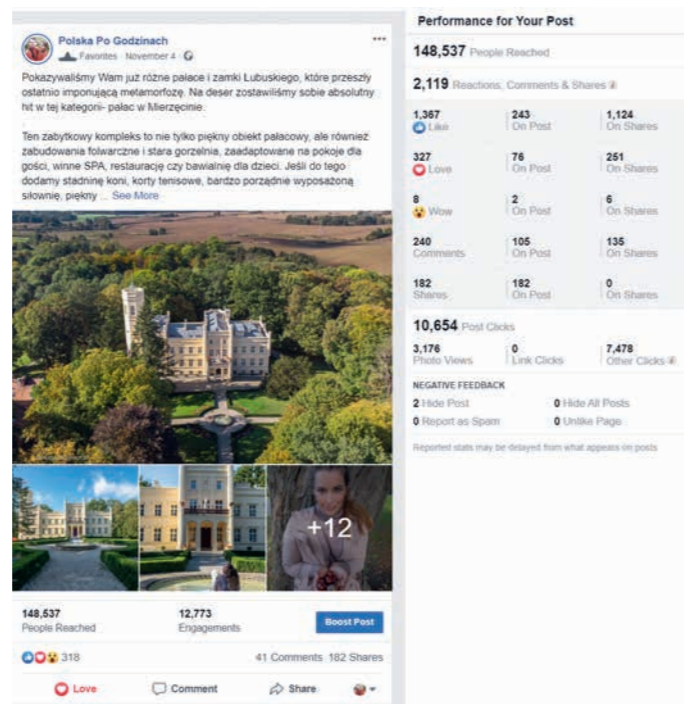 Polska Po Godzinach
Favorites · November 4 ·
Pokazywaliśmy Wam już różne pałace i zamki Lubuskiego, które przeszły
ostatnio imponującą metamorfozę. Na deser zostawiliśmy sobie absolutny
hit w tej kategorii- pałac w Mierzęcinie.
Ten zabytkowy kompleks to nie tylko piękny obiekt pałacowy, ale również
zabudowania folwarczne i stara gorzelnia, zaadaptowane na pokoje dla
gości, winne SPA, restaurację czy bawialnię dla dzieci. Jeśli do tego
dodamy stadninę koni, korty tenisowe, bardzo porządnie wyposażoną
siłownię, piękny ... See More
+12
148,537 12,773 Boost Post
People Reached Engagements
318 41 Comments 182 Shares
Love Comment Share
Performance for Your Post
148,537 People Reached
2,119 Reactions, Comments & Shares
1,367 243 1,124
Like On Post On Shares
327 76 251
Love On Post On Shares
8 2 6
Wow On Post On Shares
240 105 135
Comments On Post On Shares
182 182 0
Shares On Post On Shares
10,654 Post Clicks
3,176 0 7,478
Photo Views Link Clicks Other Clicks
NEGATIVE FEEDBACK
2 Hide Post 0 Hide All Posts
0 Report as Spam 0 Unlike Page
Reported stats may be delayed from what appears on posts